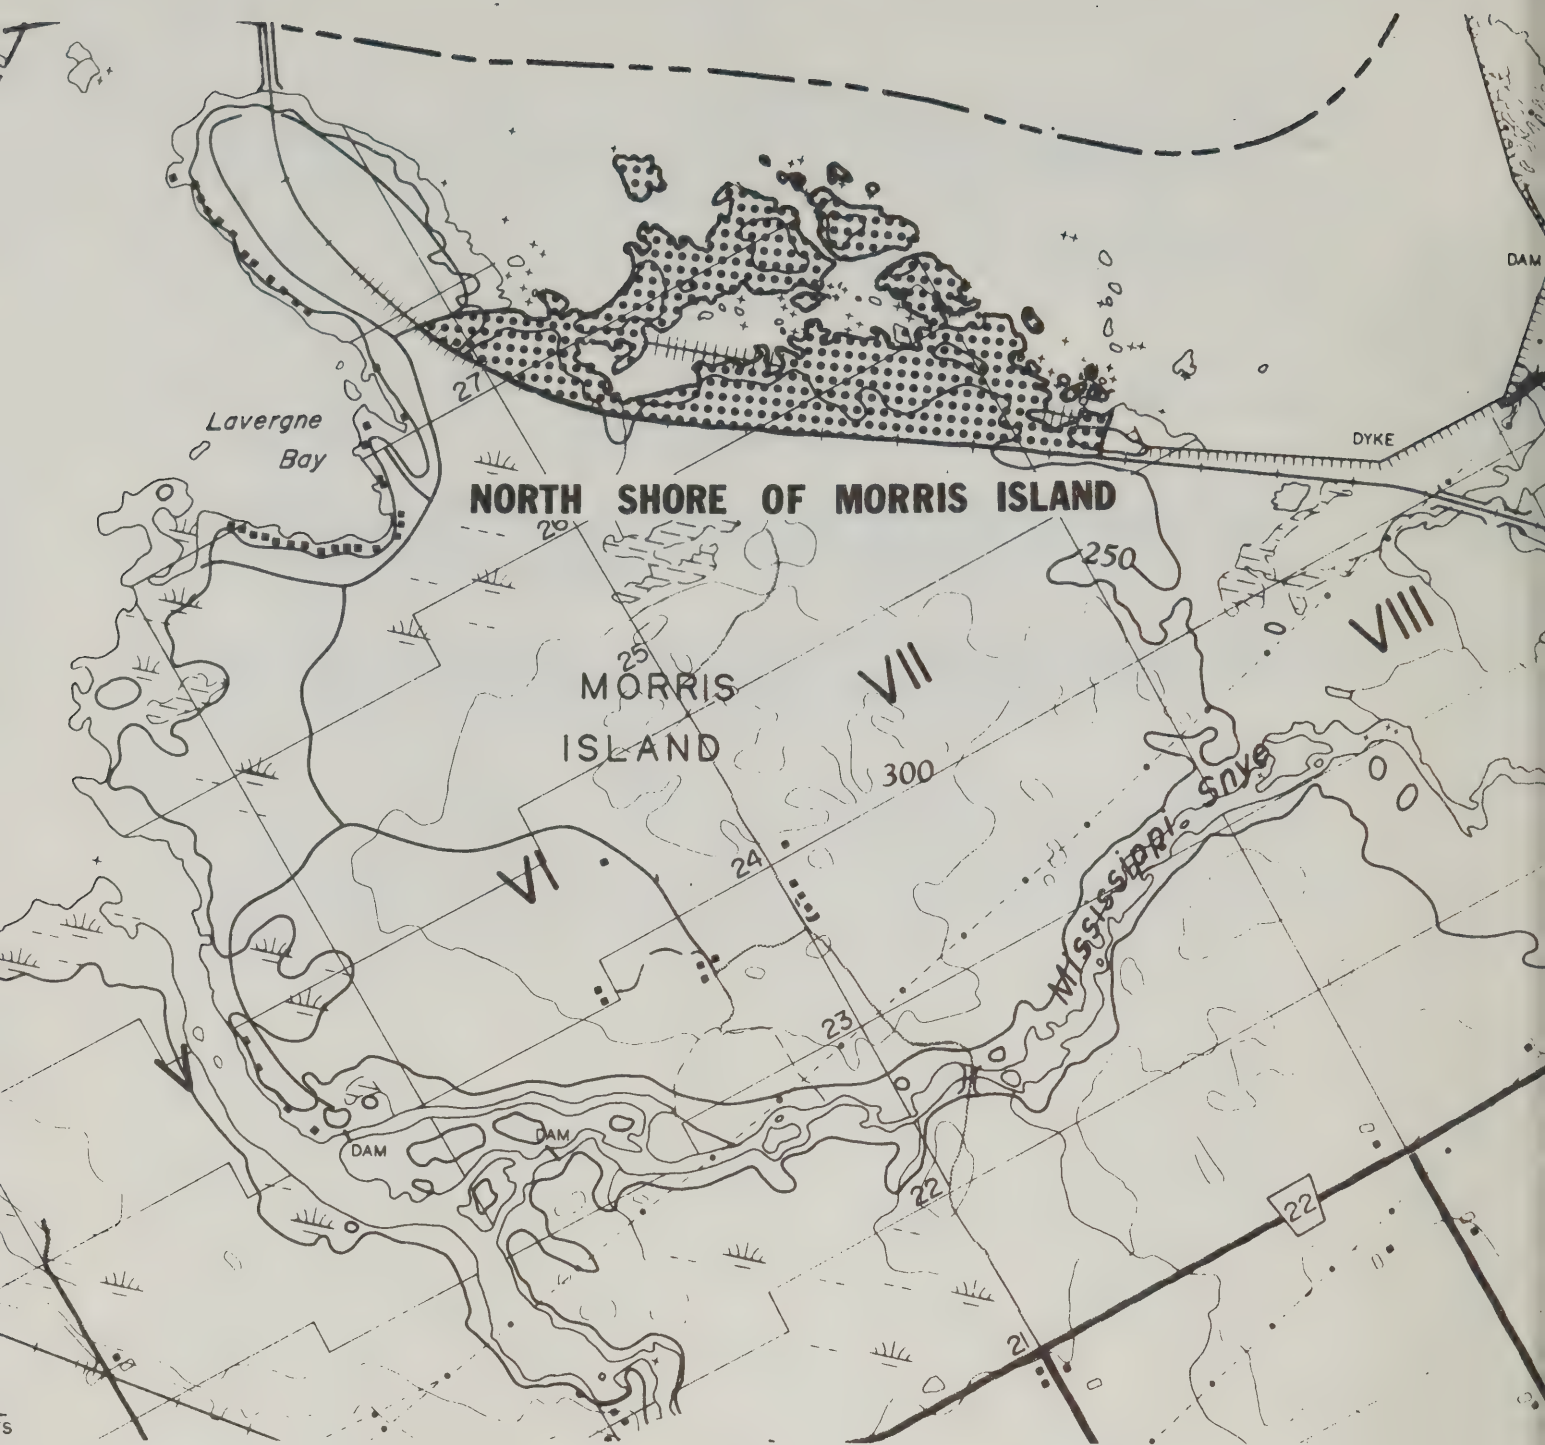 DAM
DYKE
27
Lavergne
Bay
NORTH SHORE OF MORRIS ISLAND
26
250
VIII
25
MORRIS
ISLAND
VII
300
Mississippi Snye
24
VI
23
DAM
DAM
22
22
21